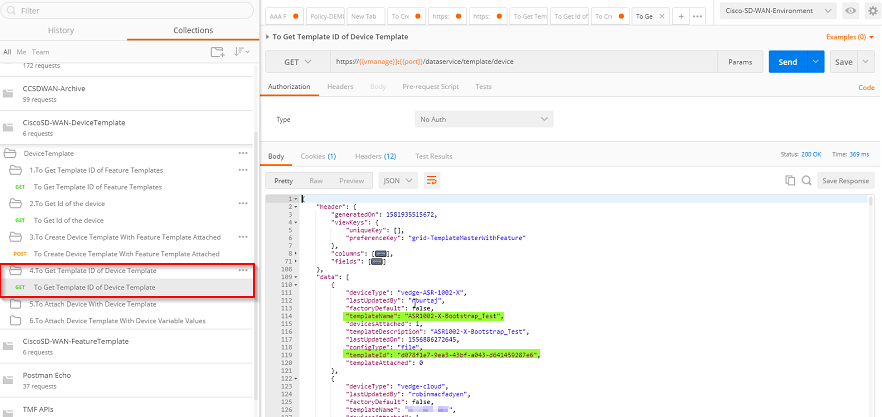 Filter
History
Collections
All
Me
Team
172 requests
CCSDWAN-Archive
59 requests
CiscoSD-WAN-DeviceTemplate
6 requests
DeviceTemplate
1.To Get Template ID of Feature Templates
GET To Get Template ID of Feature Templates
2.To Get Id of the device
GET To Get Id of the device
3.To Create Device Template With Feature Template Attached
POST To Create Device Template With Feature Template Attached
4.To Get Template ID of Device Template
GET To Get Template ID of Device Template
5.To Attach Device With Device Template
6.To Attach Device Template With Device Variable Values
CiscoSD-WAN-FeatureTemplate
7 requests
Postman Echo
37 requests
TMF APIs
AAA F
Policy-DEM
New Tab
To Cre
https:
https:
To Get Tem
To Get Id of
To Cre
To Ge
Cisco-SD-WAN-Environment
To Get Template ID of Device Template
Examples (0)
GET
https://{{vmanage}}:{{port}}/dataservice/template/device
Params
Send
Save
Authorization
Headers
Body
Pre-request Script
Tests
Code
Type
No Auth
Body
Cookies (1)
Headers (12)
Test Results
Status: 200 OK
Time: 369 ms
Pretty
Raw
Preview
JSON
Save Response
1 {
2 "header": {
3 "generatedOn": 1581935515672,
4 "viewKeys": {
5 "uniqueKey": [],
6 "preferenceKey": "grid-TemplateMasterWithFeature"
7 },
8 "columns": [
71 "fields": [
108 },
109 "data": [
110 {
111 "deviceType": "vedge-ASR-1002-X",
112 "lastUpdatedBy": "mburtaj",
113 "factoryDefault": false,
114 "templateName": "ASR1002-X-Bootstrap_Test",
115 "devicesAttached": 1,
116 "templateDescription": "ASR1002-X-Bootstrap_Test",
117 "lastUpdatedOn": 1556886272645,
118 "configType": "file",
119 "templateId": "d078f1e7-9ea3-43bf-a043-d641459287e6",
120 "templateAttached": 0
121 },
122 {
123 "deviceType": "vedge-cloud",
124 "lastUpdatedBy": "robinmacfadyen",
125 "factoryDefault": false,
126 "templateName": "